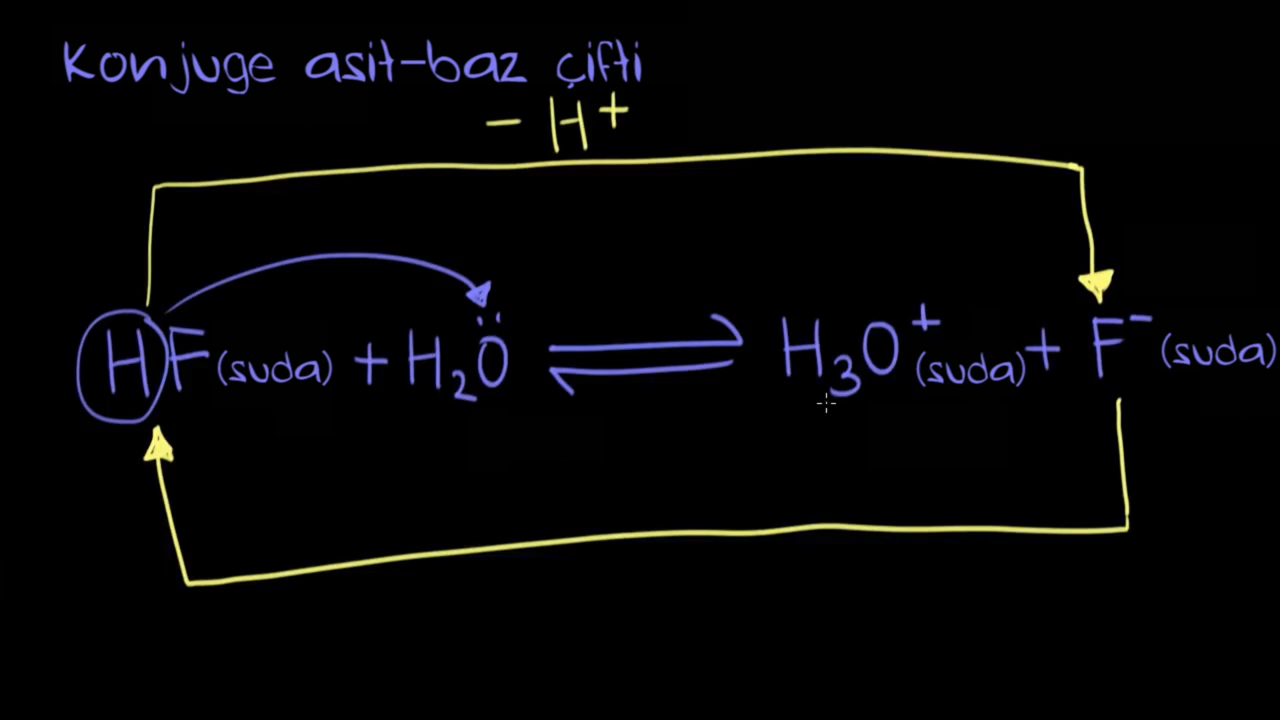 Konjuge asit-baz çifti
- H⁺
HF(suda) + H₂Ö ⇌ H₃O⁺(suda) + F⁻(suda)